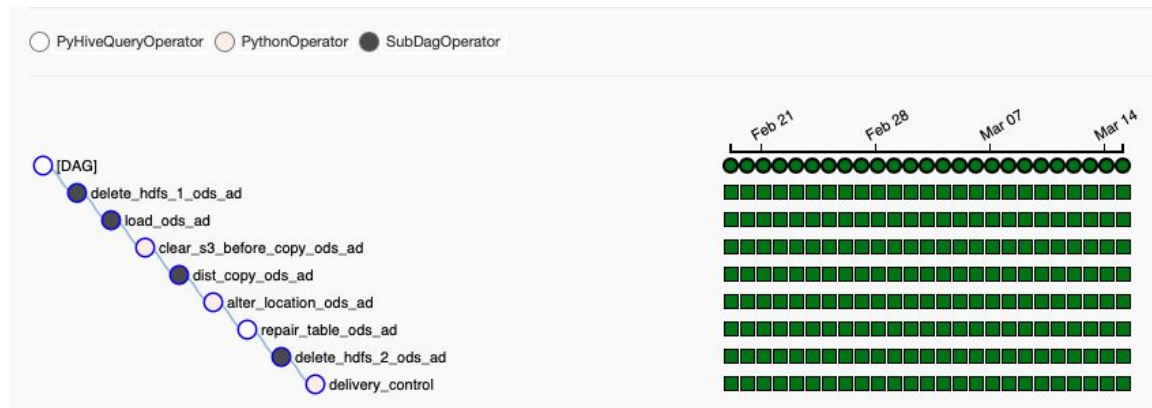 PyHiveQueryOperator PythonOperator SubDagOperator
Feb 21 Feb 28 Mar 07 Mar 14
[DAG]
delete_hdfs_1_ods_ad
load_ods_ad
clear_s3_before_copy_ods_ad
dist_copy_ods_ad
alter_location_ods_ad
repair_table_ods_ad
delete_hdfs_2_ods_ad
delivery_control